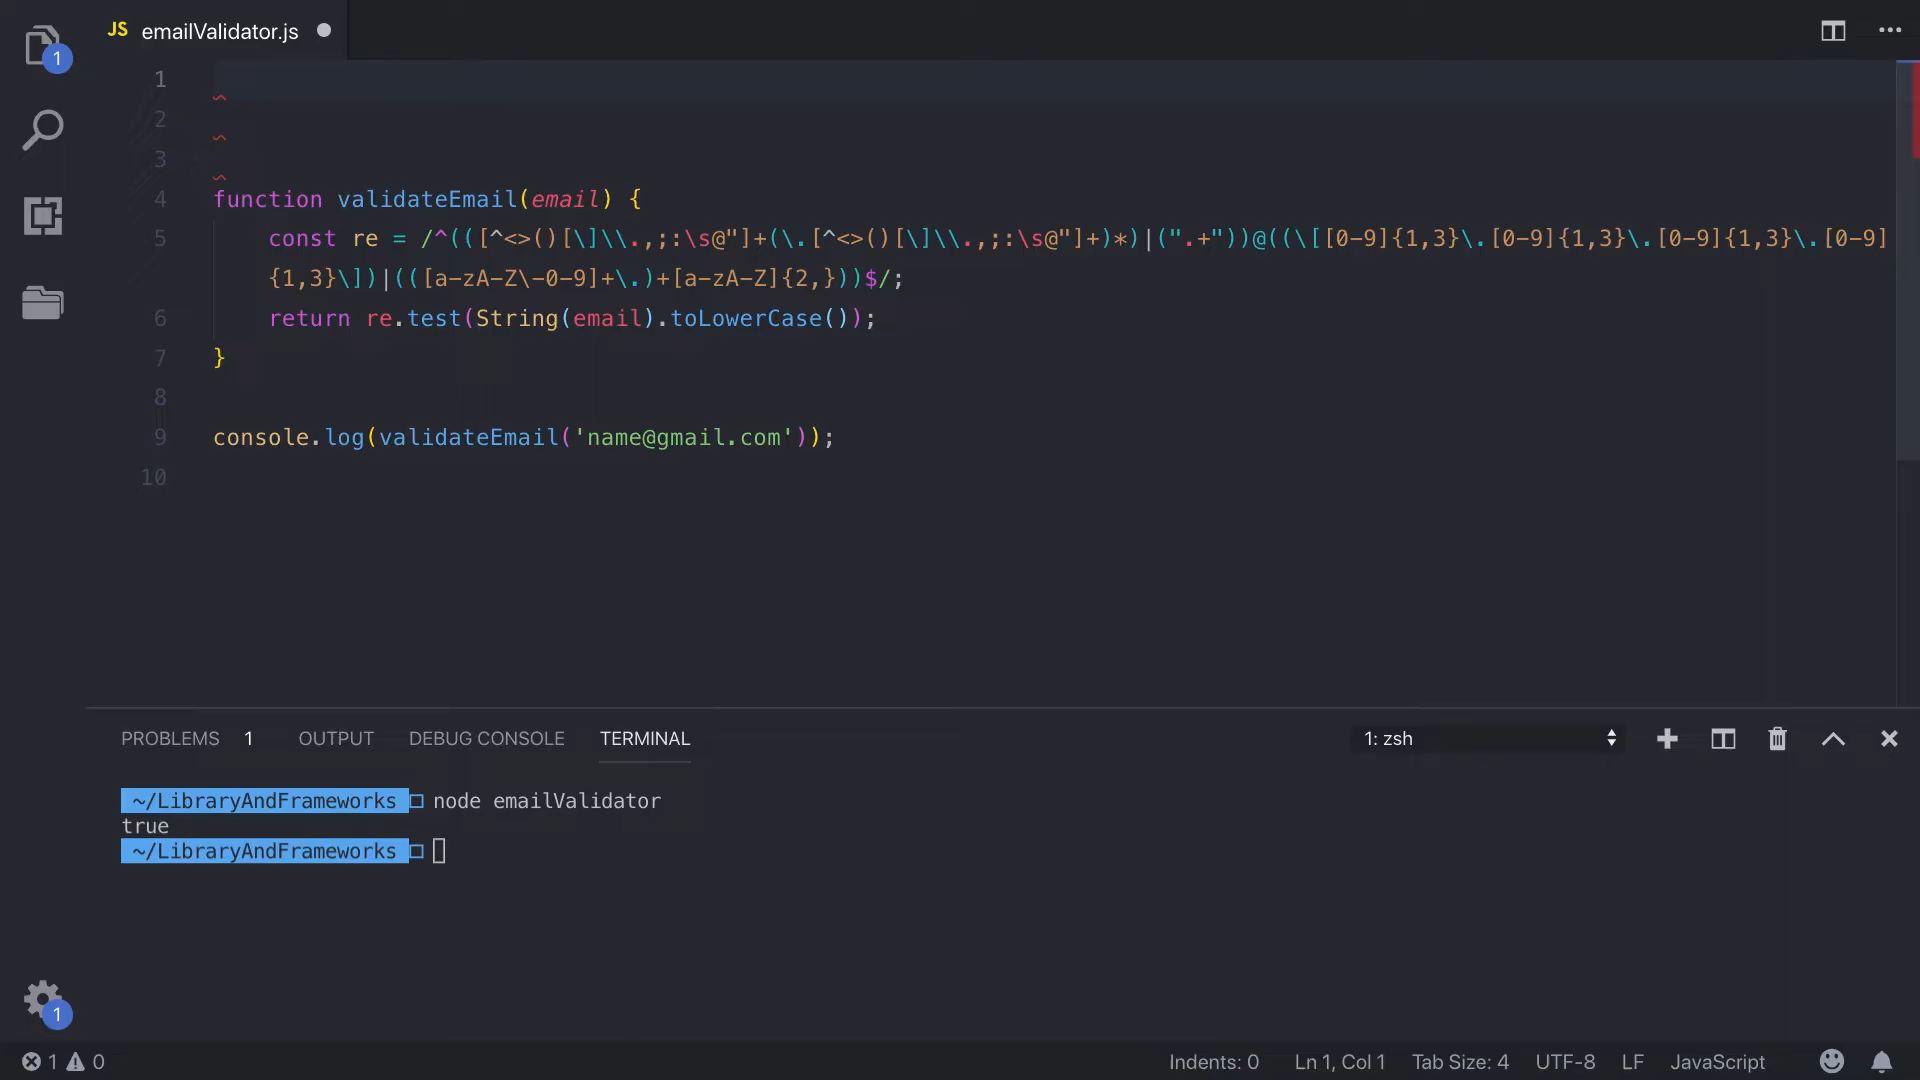 JS emailValidator.js
1
1
2
3
4 function validateEmail(email) {
5 const re = /^(([^<>()[\]\\.,;:\s@"]+(\.[^<>()[\]\\.,;:\s@"]+)*)|(".+"))@((\[[0-9]{1,3}\.[0-9]{1,3}\.[0-9]{1,3}\.[0-9]
{1,3}\])|(([a-zA-Z\-0-9]+\.)+[a-zA-Z]{2,}))$/;
6 return re.test(String(email).toLowerCase());
7 }
8
9 console.log(validateEmail('name@gmail.com'));
10
PROBLEMS 1 OUTPUT DEBUG CONSOLE TERMINAL 1: zsh
~/LibraryAndFrameworks node emailValidator
true
~/LibraryAndFrameworks
1
1 0 Indents: 0 Ln 1, Col 1 Tab Size: 4 UTF-8 LF JavaScript